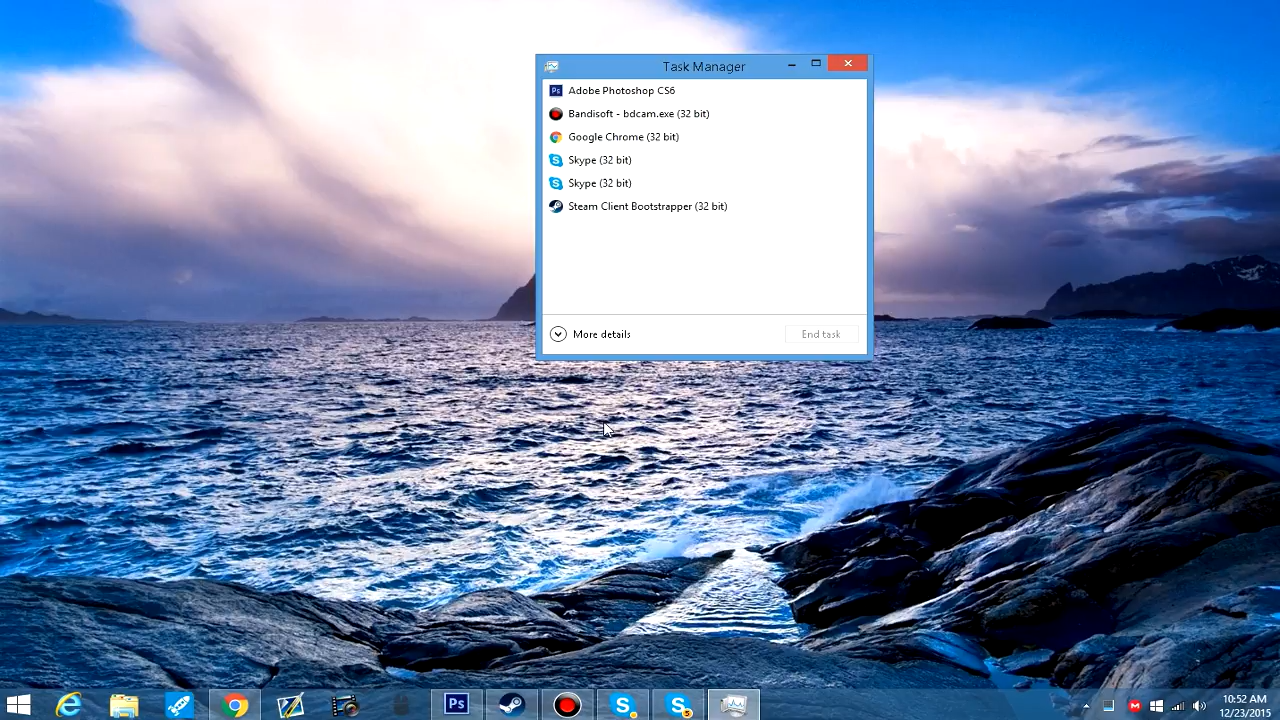 Task Manager
Adobe Photoshop CS6
Bandisoft - bdcam.exe (32 bit)
Google Chrome (32 bit)
Skype (32 bit)
Skype (32 bit)
Steam Client Bootstrapper (32 bit)
More details
End task
Ps
10:52 AM
12/23/2015